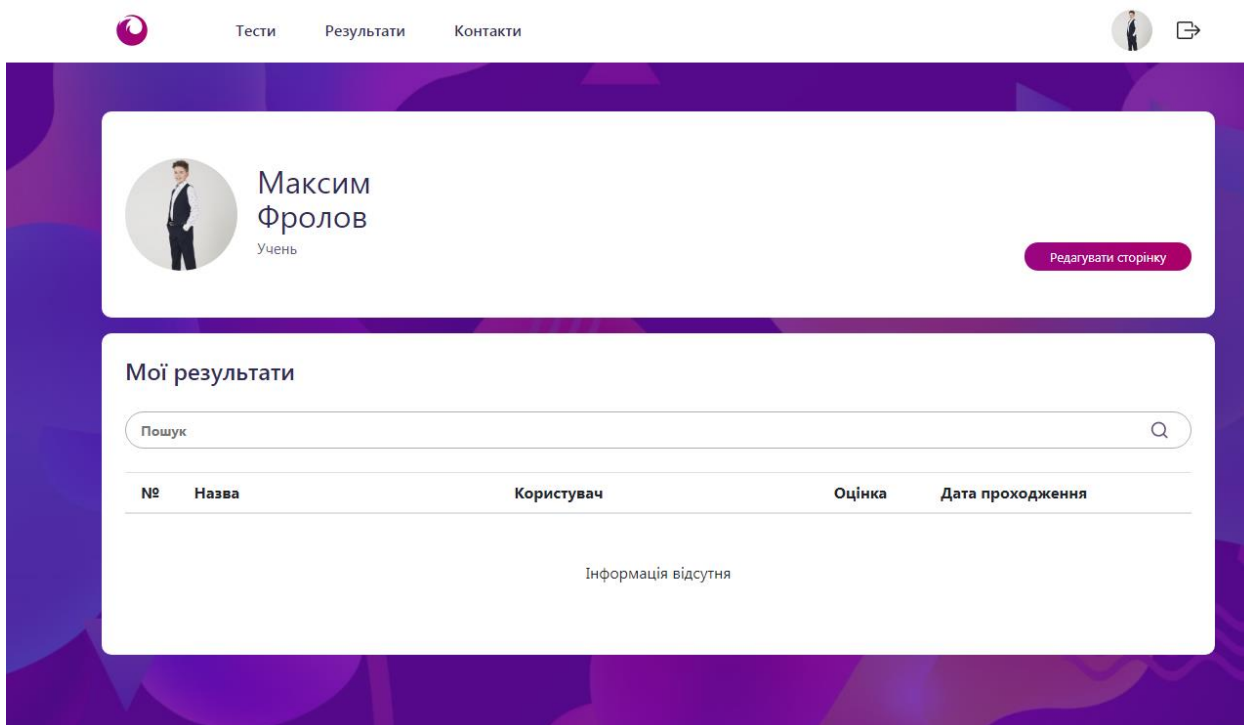 Тести Результати Контакти
Максим
Фролов
Учень
Редагувати сторінку
Мої результати
Пошук
№ Назва Користувач Оцінка Дата проходження
Інформація відсутня